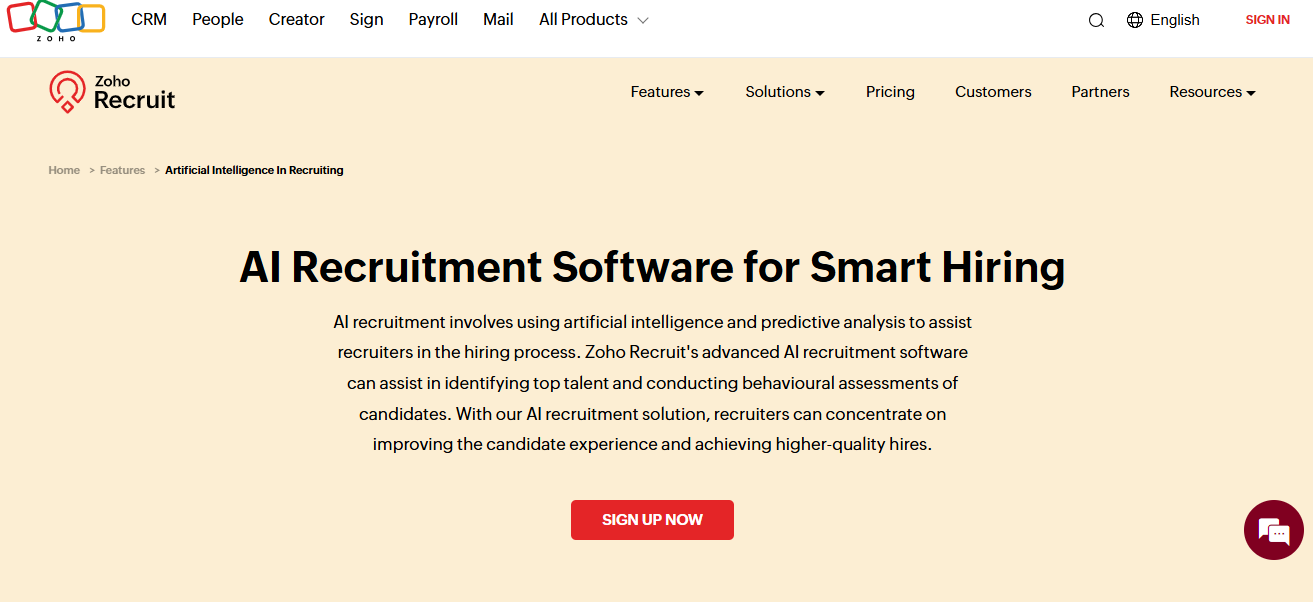 CRM People Creator Sign Payroll Mail All Products English SIGN IN
ZOHO
Zoho
Recruit
Features Solutions Pricing Customers Partners Resources
Home > Features > Artificial Intelligence In Recruiting
AI Recruitment Software for Smart Hiring
AI recruitment involves using artificial intelligence and predictive analysis to assist
recruiters in the hiring process. Zoho Recruit's advanced AI recruitment software
can assist in identifying top talent and conducting behavioural assessments of
candidates. With our AI recruitment solution, recruiters can concentrate on
improving the candidate experience and achieving higher-quality hires.
SIGN UP NOW